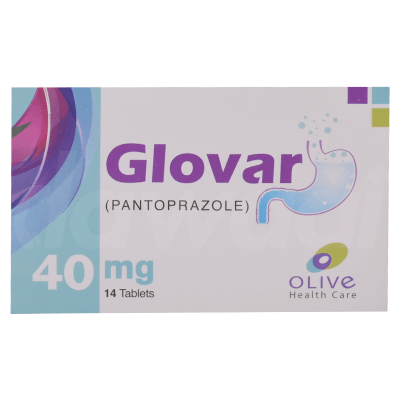 Glovar
(PANTOPRAZOLE)
40 mg
14 Tablets
OLIVE
Health Care